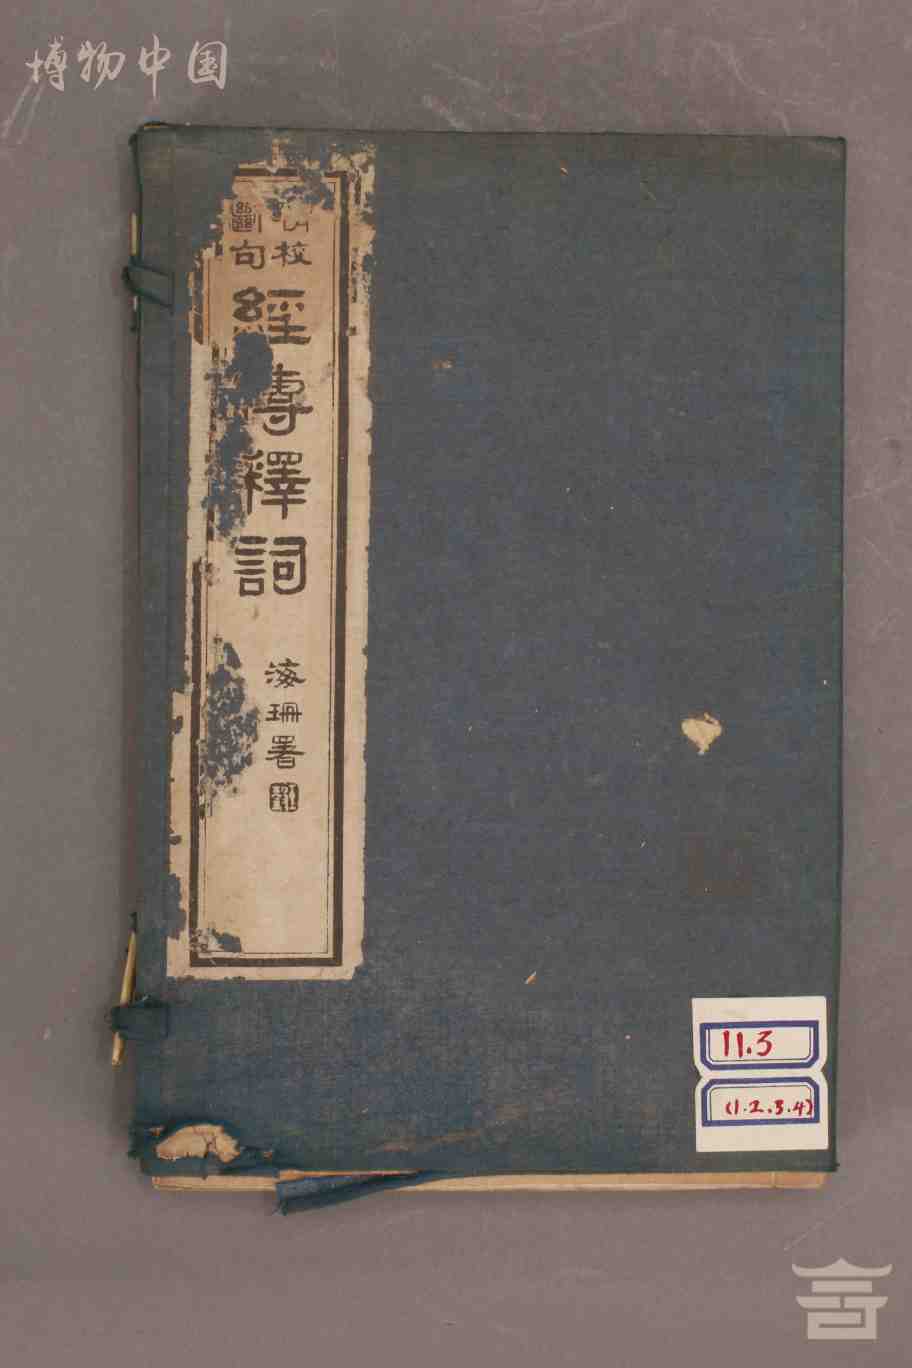 博物中国
校
斷句
經傳釋詞
海珊署
11.3
(1.2.3.4)